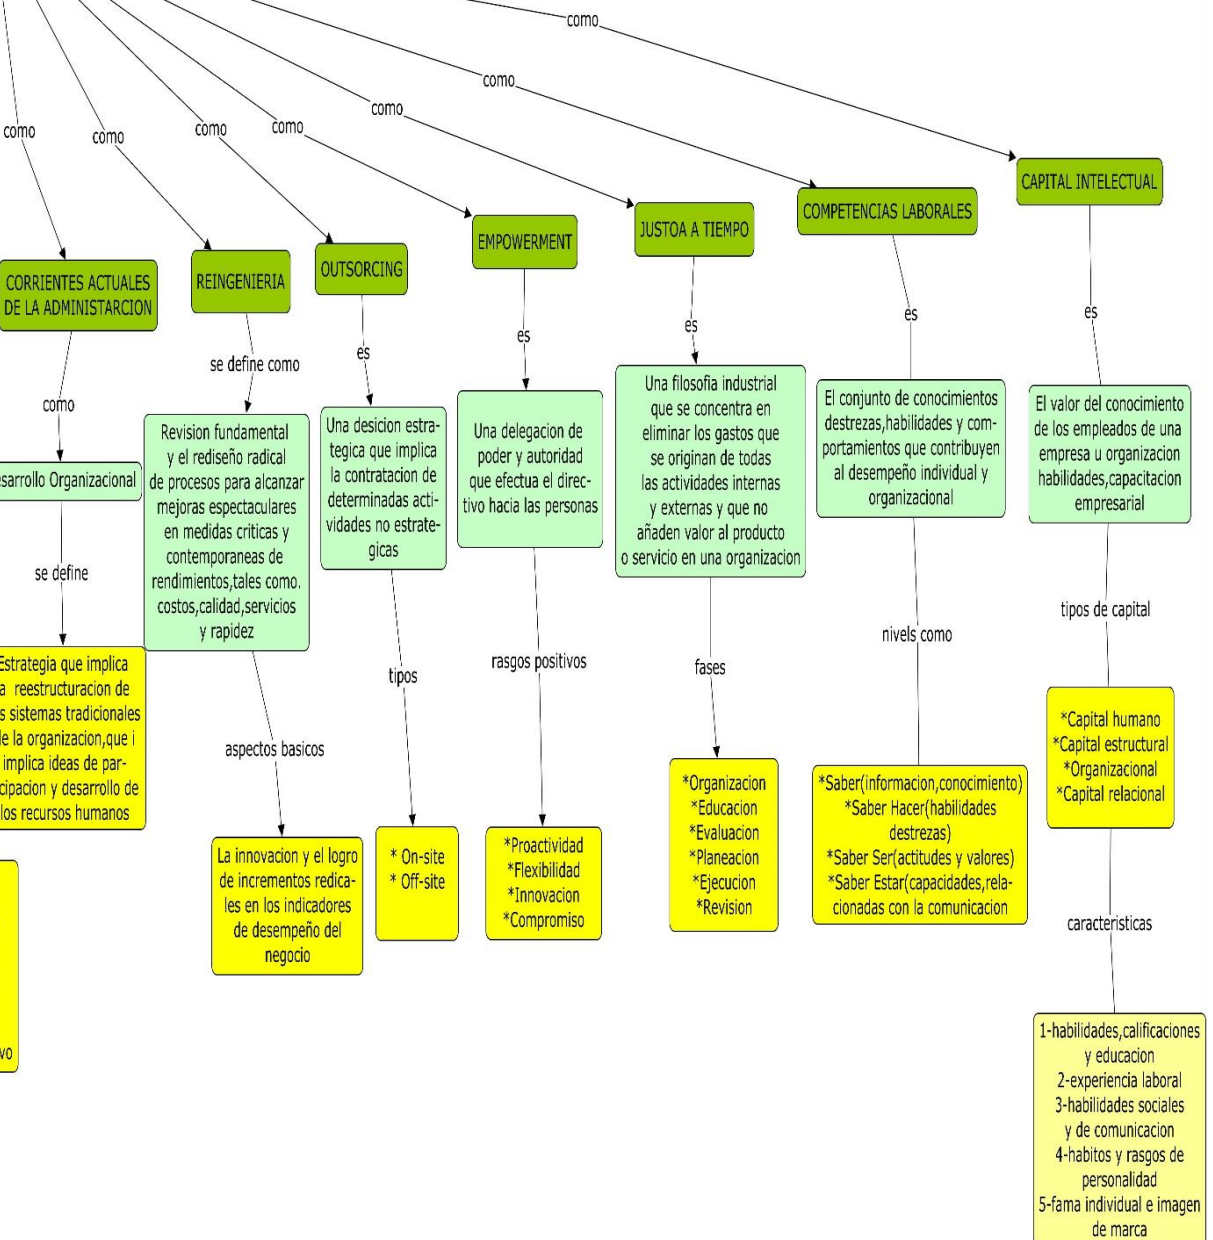 como
como
como
como
como
como
como
CAPITAL INTELECTUAL
COMPETENCIAS LABORALES
JUSTOA A TIEMPO
EMPOWERMENT
OUTSORCING
REINGENIERIA
CORRIENTES ACTUALES
DE LA ADMINISTARCION
como
esarrollo Organizacional
se define
Estrategia que implica
a reestructuracion de
s sistemas tradicionales
de la organizacion,que i
implica ideas de par-
cipacion y desarrollo de
los recursos humanos
vo
se define como
Revision fundamental
y el rediseño radical
de procesos para alcanzar
mejoras espectaculares
en medidas criticas y
contemporaneas de
rendimientos,tales como.
costos,calidad,servicios
y rapidez
aspectos basicos
La innovacion y el logro
de incrementos redica-
les en los indicadores
de desempeño del
negocio
es
Una desicion estra-
tegica que implica
la contratacion de
determinadas acti-
vidades no estrate-
gicas
tipos
* On-site
* Off-site
es
Una delegacion de
poder y autoridad
que efectua el direc-
tivo hacia las personas
rasgos positivos
*Proactividad
*Flexibilidad
*Innovacion
*Compromiso
es
Una filosofia industrial
que se concentra en
eliminar los gastos que
se originan de todas
las actividades internas
y externas y que no
añaden valor al producto
o servicio en una organizacion
fases
*Organizacion
*Educacion
*Evaluacion
*Planeacion
*Ejecucion
*Revision
es
El conjunto de conocimientos
destrezas,habilidades y com-
portamientos que contribuyen
al desempeño individual y
organizacional
nivels como
*Saber(informacion,conocimiento)
*Saber Hacer(habilidades
destrezas)
*Saber Ser(actitudes y valores)
*Saber Estar(capacidades,rela-
cionadas con la comunicacion
es
El valor del conocimiento
de los empleados de una
empresa u organizacion
habilidades,capacitacion
empresarial
tipos de capital
*Capital humano
*Capital estructural
*Organizacional
*Capital relacional
caracteristicas
1-habilidades,calificaciones
y educacion
2-experiencia laboral
3-habilidades sociales
y de comunicacion
4-habitos y rasgos de
personalidad
5-fama individual e imagen
de marca